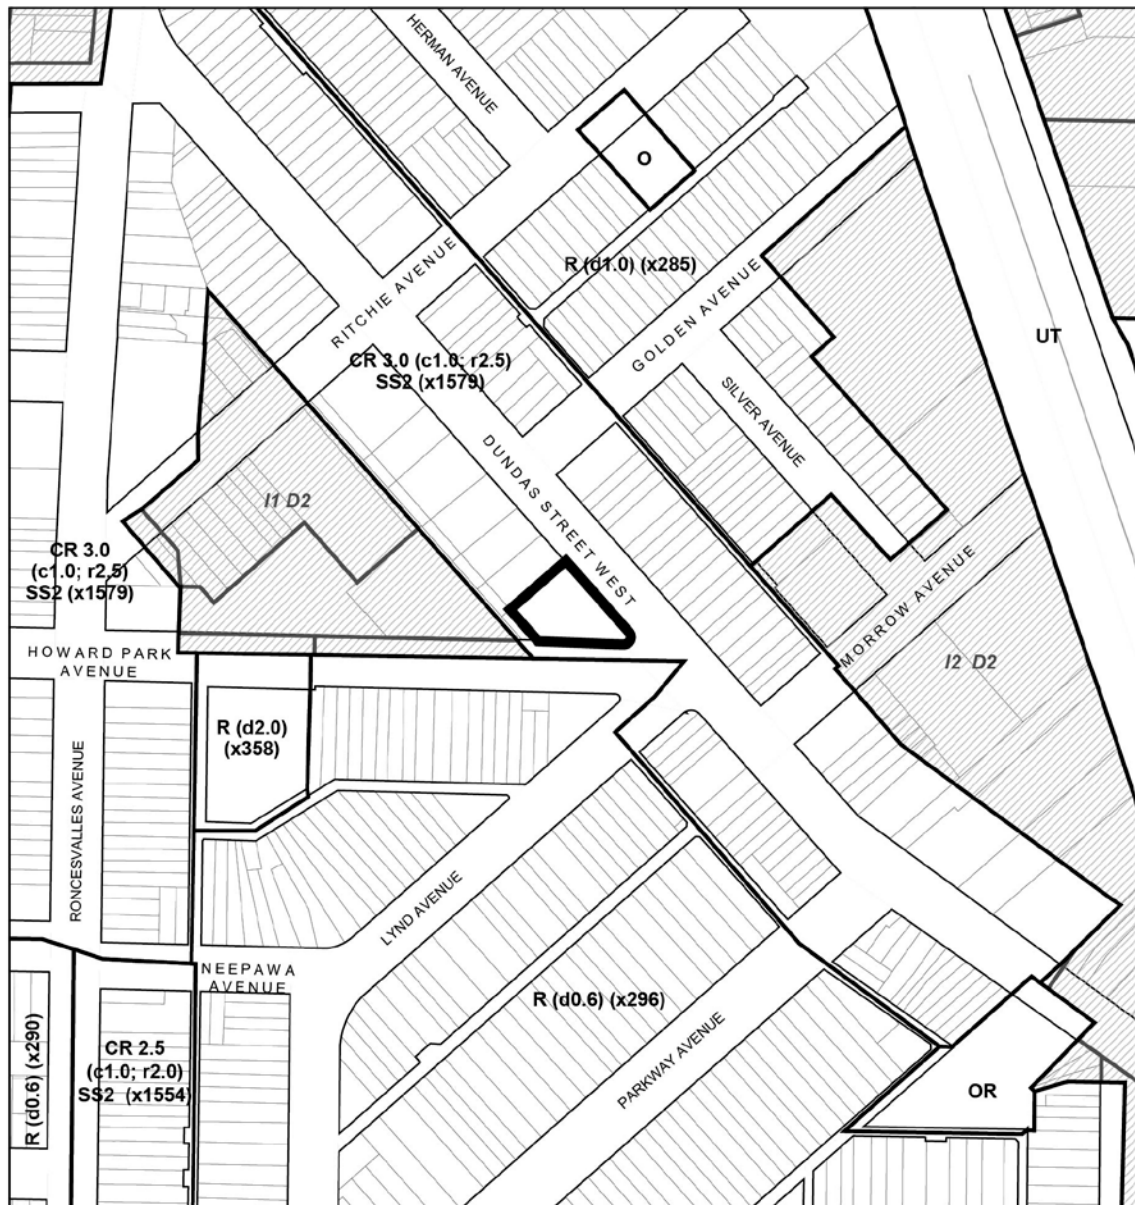 HERMAN AVENUE
O
R (d1.0) (x285)
RITCHIE AVENUE
GOLDEN AVENUE
UT
CR 3.0 (c1.0; r2.5)
SS2 (x1579)
SILVER AVENUE
DUNDAS STREET WEST
I1 D2
CR 3.0
(c1.0; r2.5)
SS2 (x1579)
MORROW AVENUE
HOWARD PARK
AVENUE
I2 D2
R (d2.0)
(x358)
RONCESVALLES AVENUE
LYND AVENUE
NEEPAWA
AVENUE
R (d0.6) (x296)
R (d0.6) (x290)
CR 2.5
(c1.0; r2.0)
SS2 (x1554)
PARKWAY AVENUE
OR